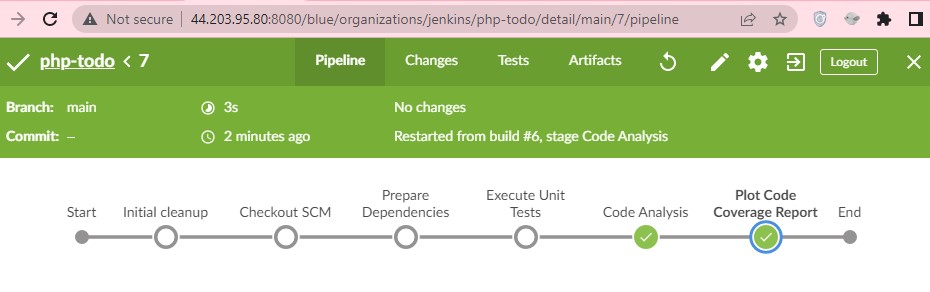 Not secure | 44.203.95.80:8080/blue/organizations/jenkins/php-todo/detail/main/7/pipeline
php-todo < 7 Pipeline Changes Tests Artifacts Logout
Branch: main 3s No changes
Commit: – 2 minutes ago Restarted from build #6, stage Code Analysis
Start
Initial cleanup
Checkout SCM
Prepare
Dependencies
Execute Unit
Tests
Code Analysis
Plot Code
Coverage Report
End